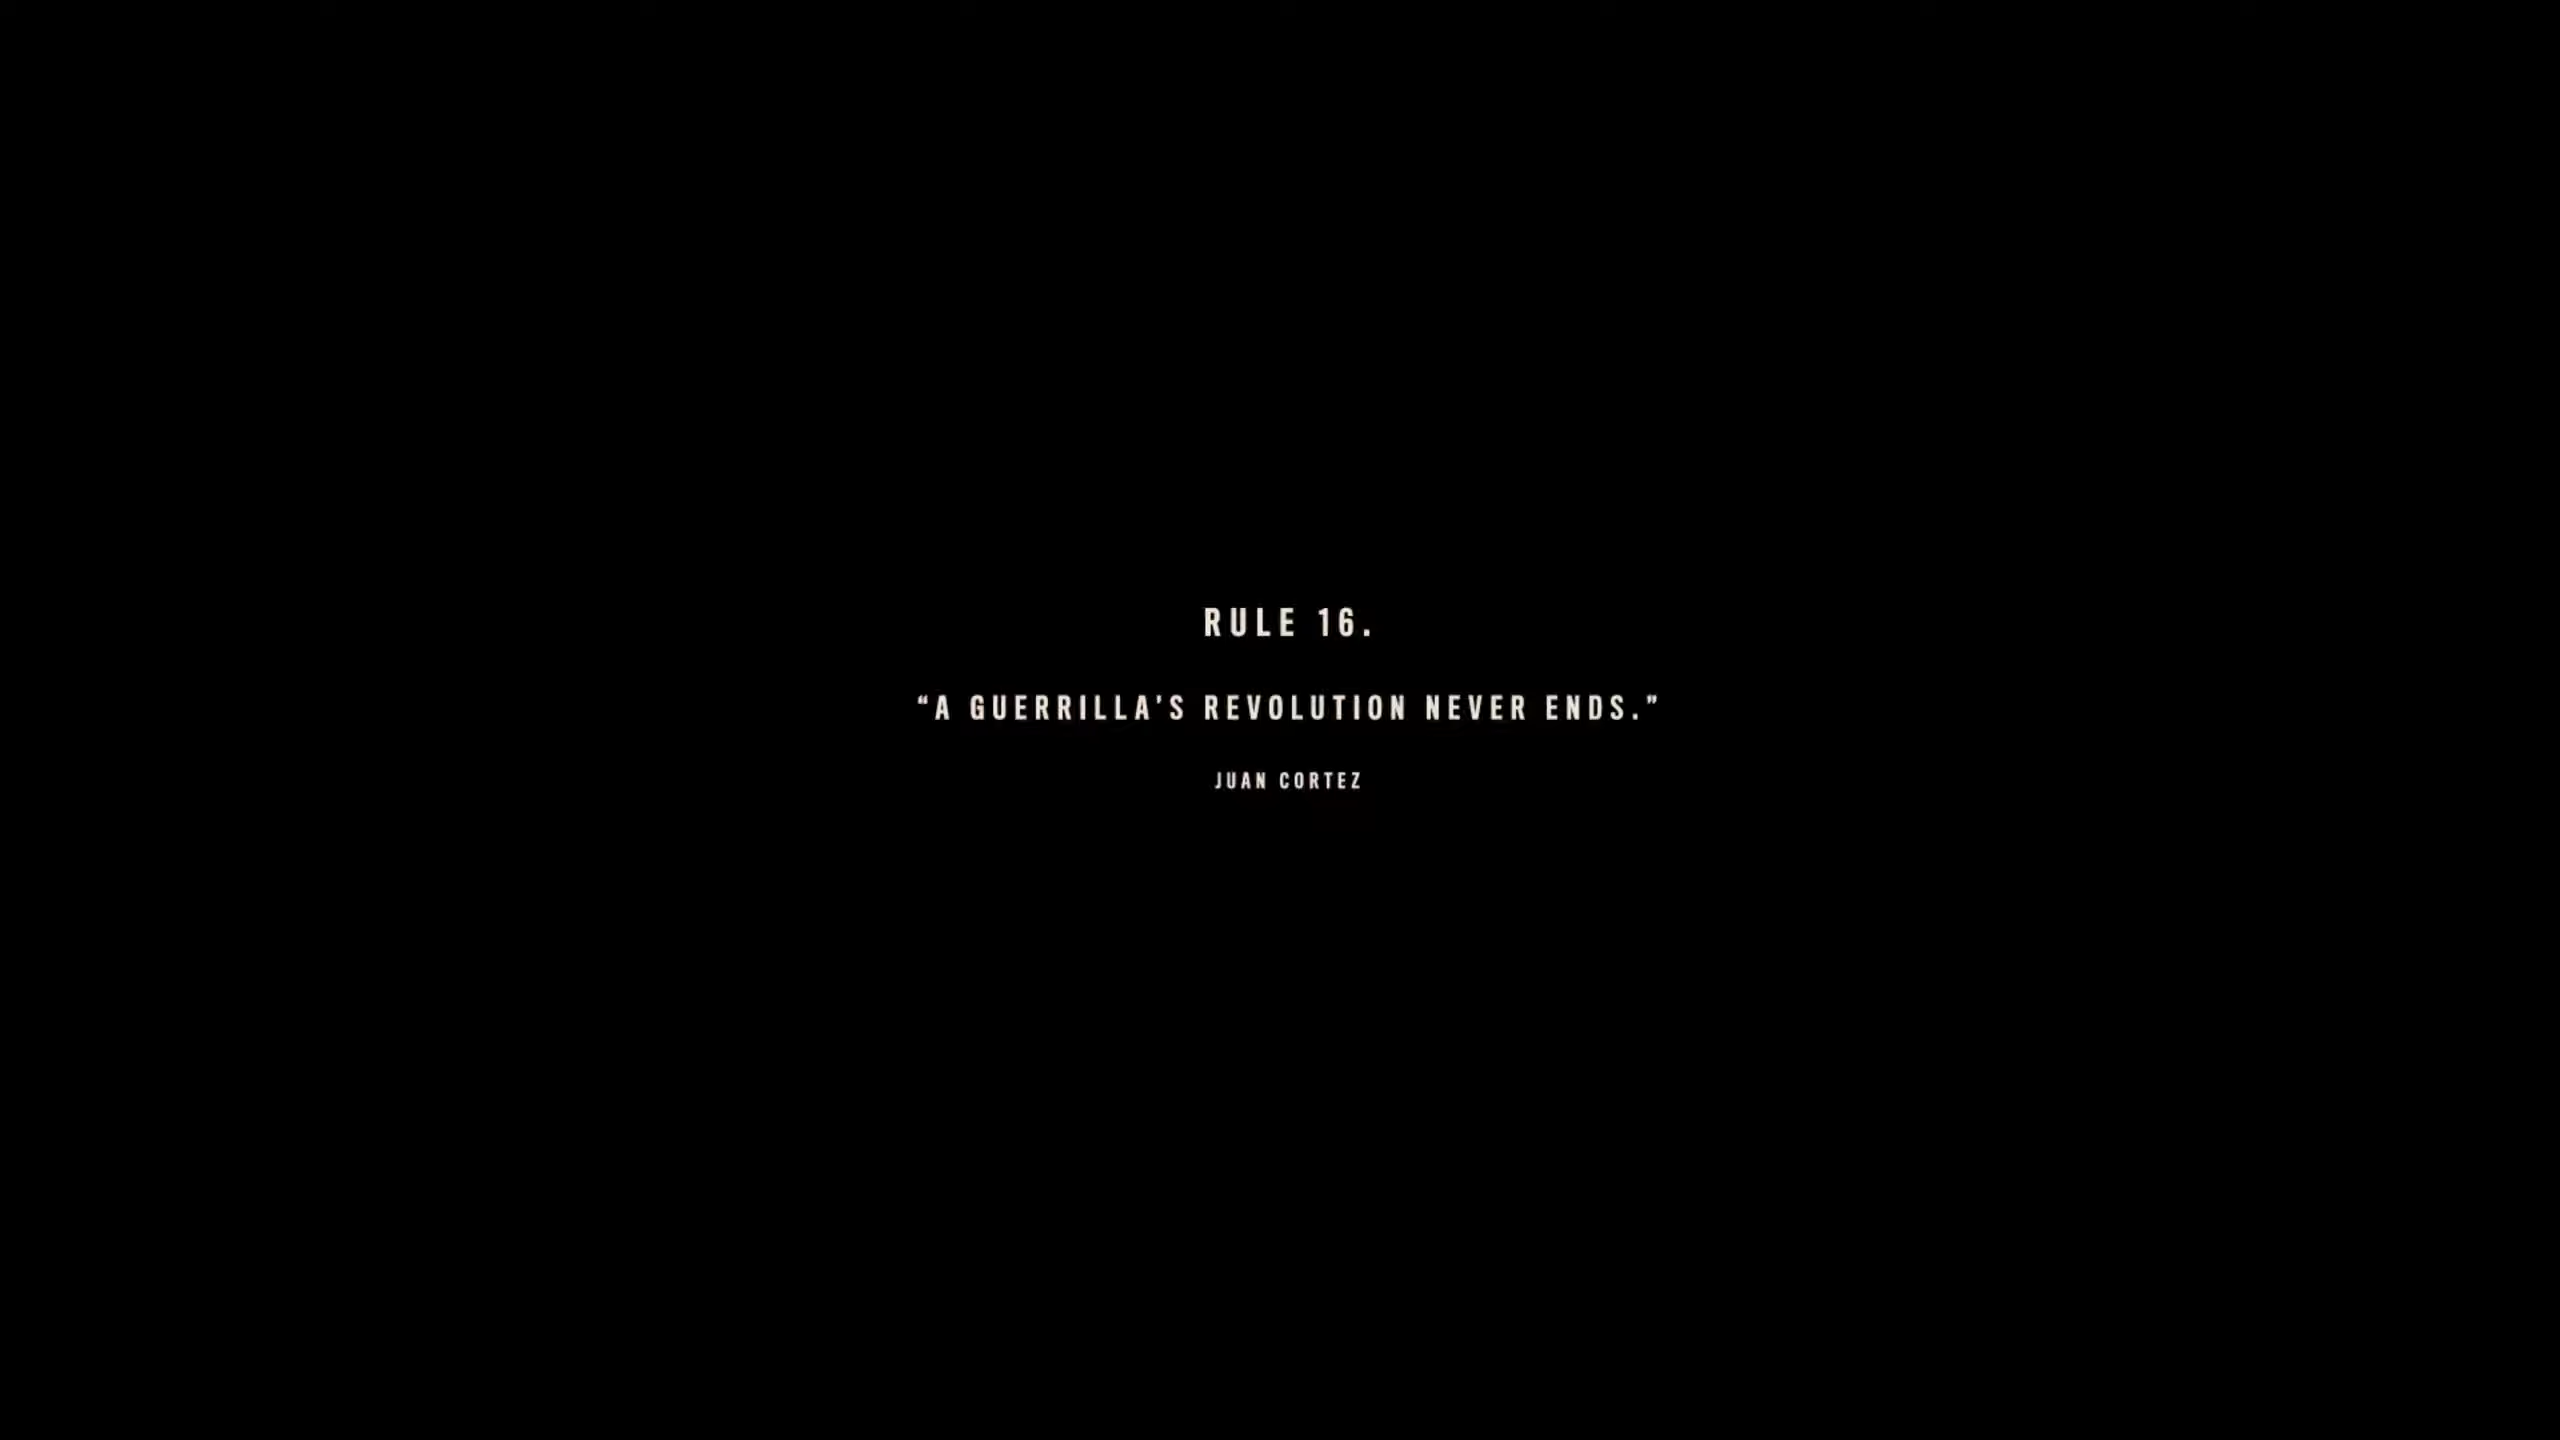 RULE 16.
“A GUERRILLA'S REVOLUTION NEVER ENDS.”
JUAN CORTEZ